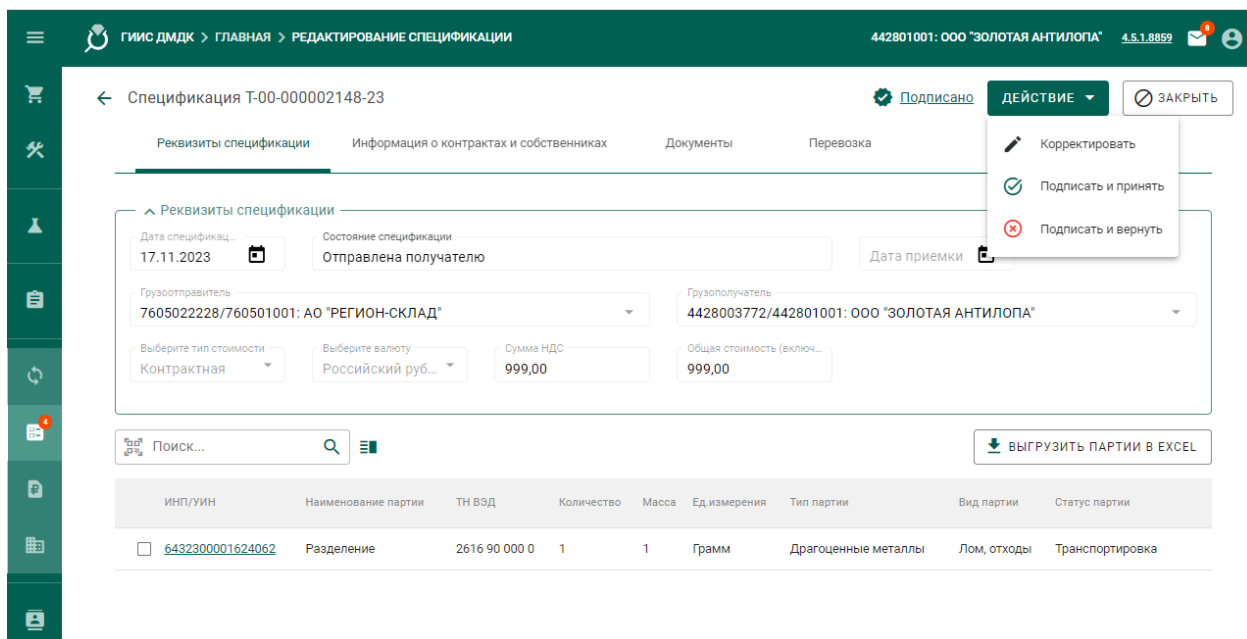 ГИИС ДМДК > ГЛАВНАЯ > РЕДАКТИРОВАНИЕ СПЕЦИФИКАЦИИ 442801001: ООО "ЗОЛОТАЯ АНТИЛОПА" 4.5.1.8859 8
Спецификация Т-00-000002148-23 Подписано ДЕЙСТВИЕ ЗАКРЫТЬ
Реквизиты спецификации Информация о контрактах и собственниках Документы Перевозка
Корректировать
Подписать и принять
Подписать и вернуть
Реквизиты спецификации
Дата спецификац... Состояние спецификации
17.11.2023 Отправлена получателю Дата приемки
Грузоотправитель Грузополучатель
7605022228/760501001: АО "РЕГИОН-СКЛАД" 4428003772/442801001: ООО "ЗОЛОТАЯ АНТИЛОПА"
Выберите тип стоимости Выберите валюту Сумма НДС Общая стоимость (включ...
Контрактная Российский руб... 999,00 999,00
4
Поиск... ВЫГРУЗИТЬ ПАРТИИ В EXCEL
ИНП/УИН Наименование партии ТН ВЭД Количество Масса Ед.измерения Тип партии Вид партии Статус партии
6432300001624062 Разделение 2616 90 000 0 1 1 Грамм Драгоценные металлы Лом, отходы Транспортировка